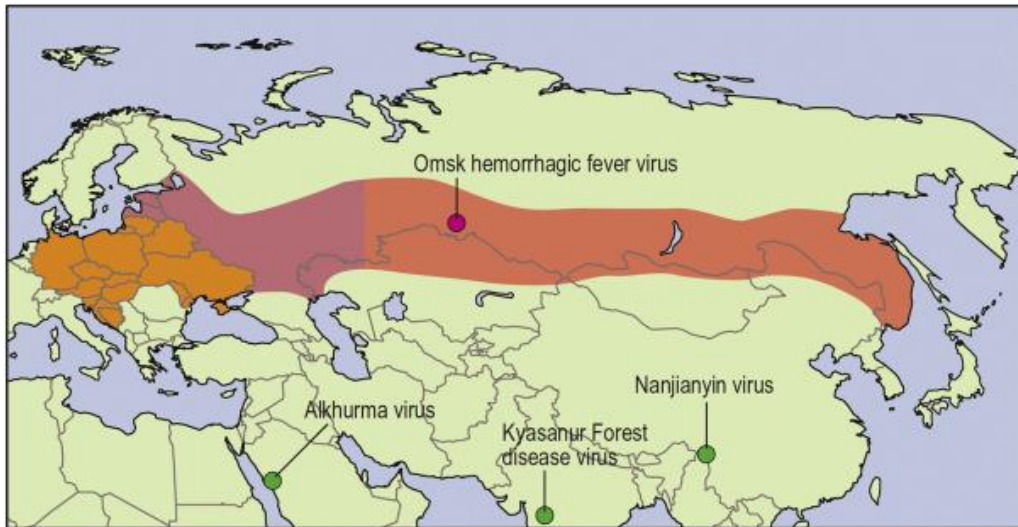 Omsk hemorrhagic fever virus
Nanjianyin virus
Alkhurma virus
Kyasanur Forest
disease virus